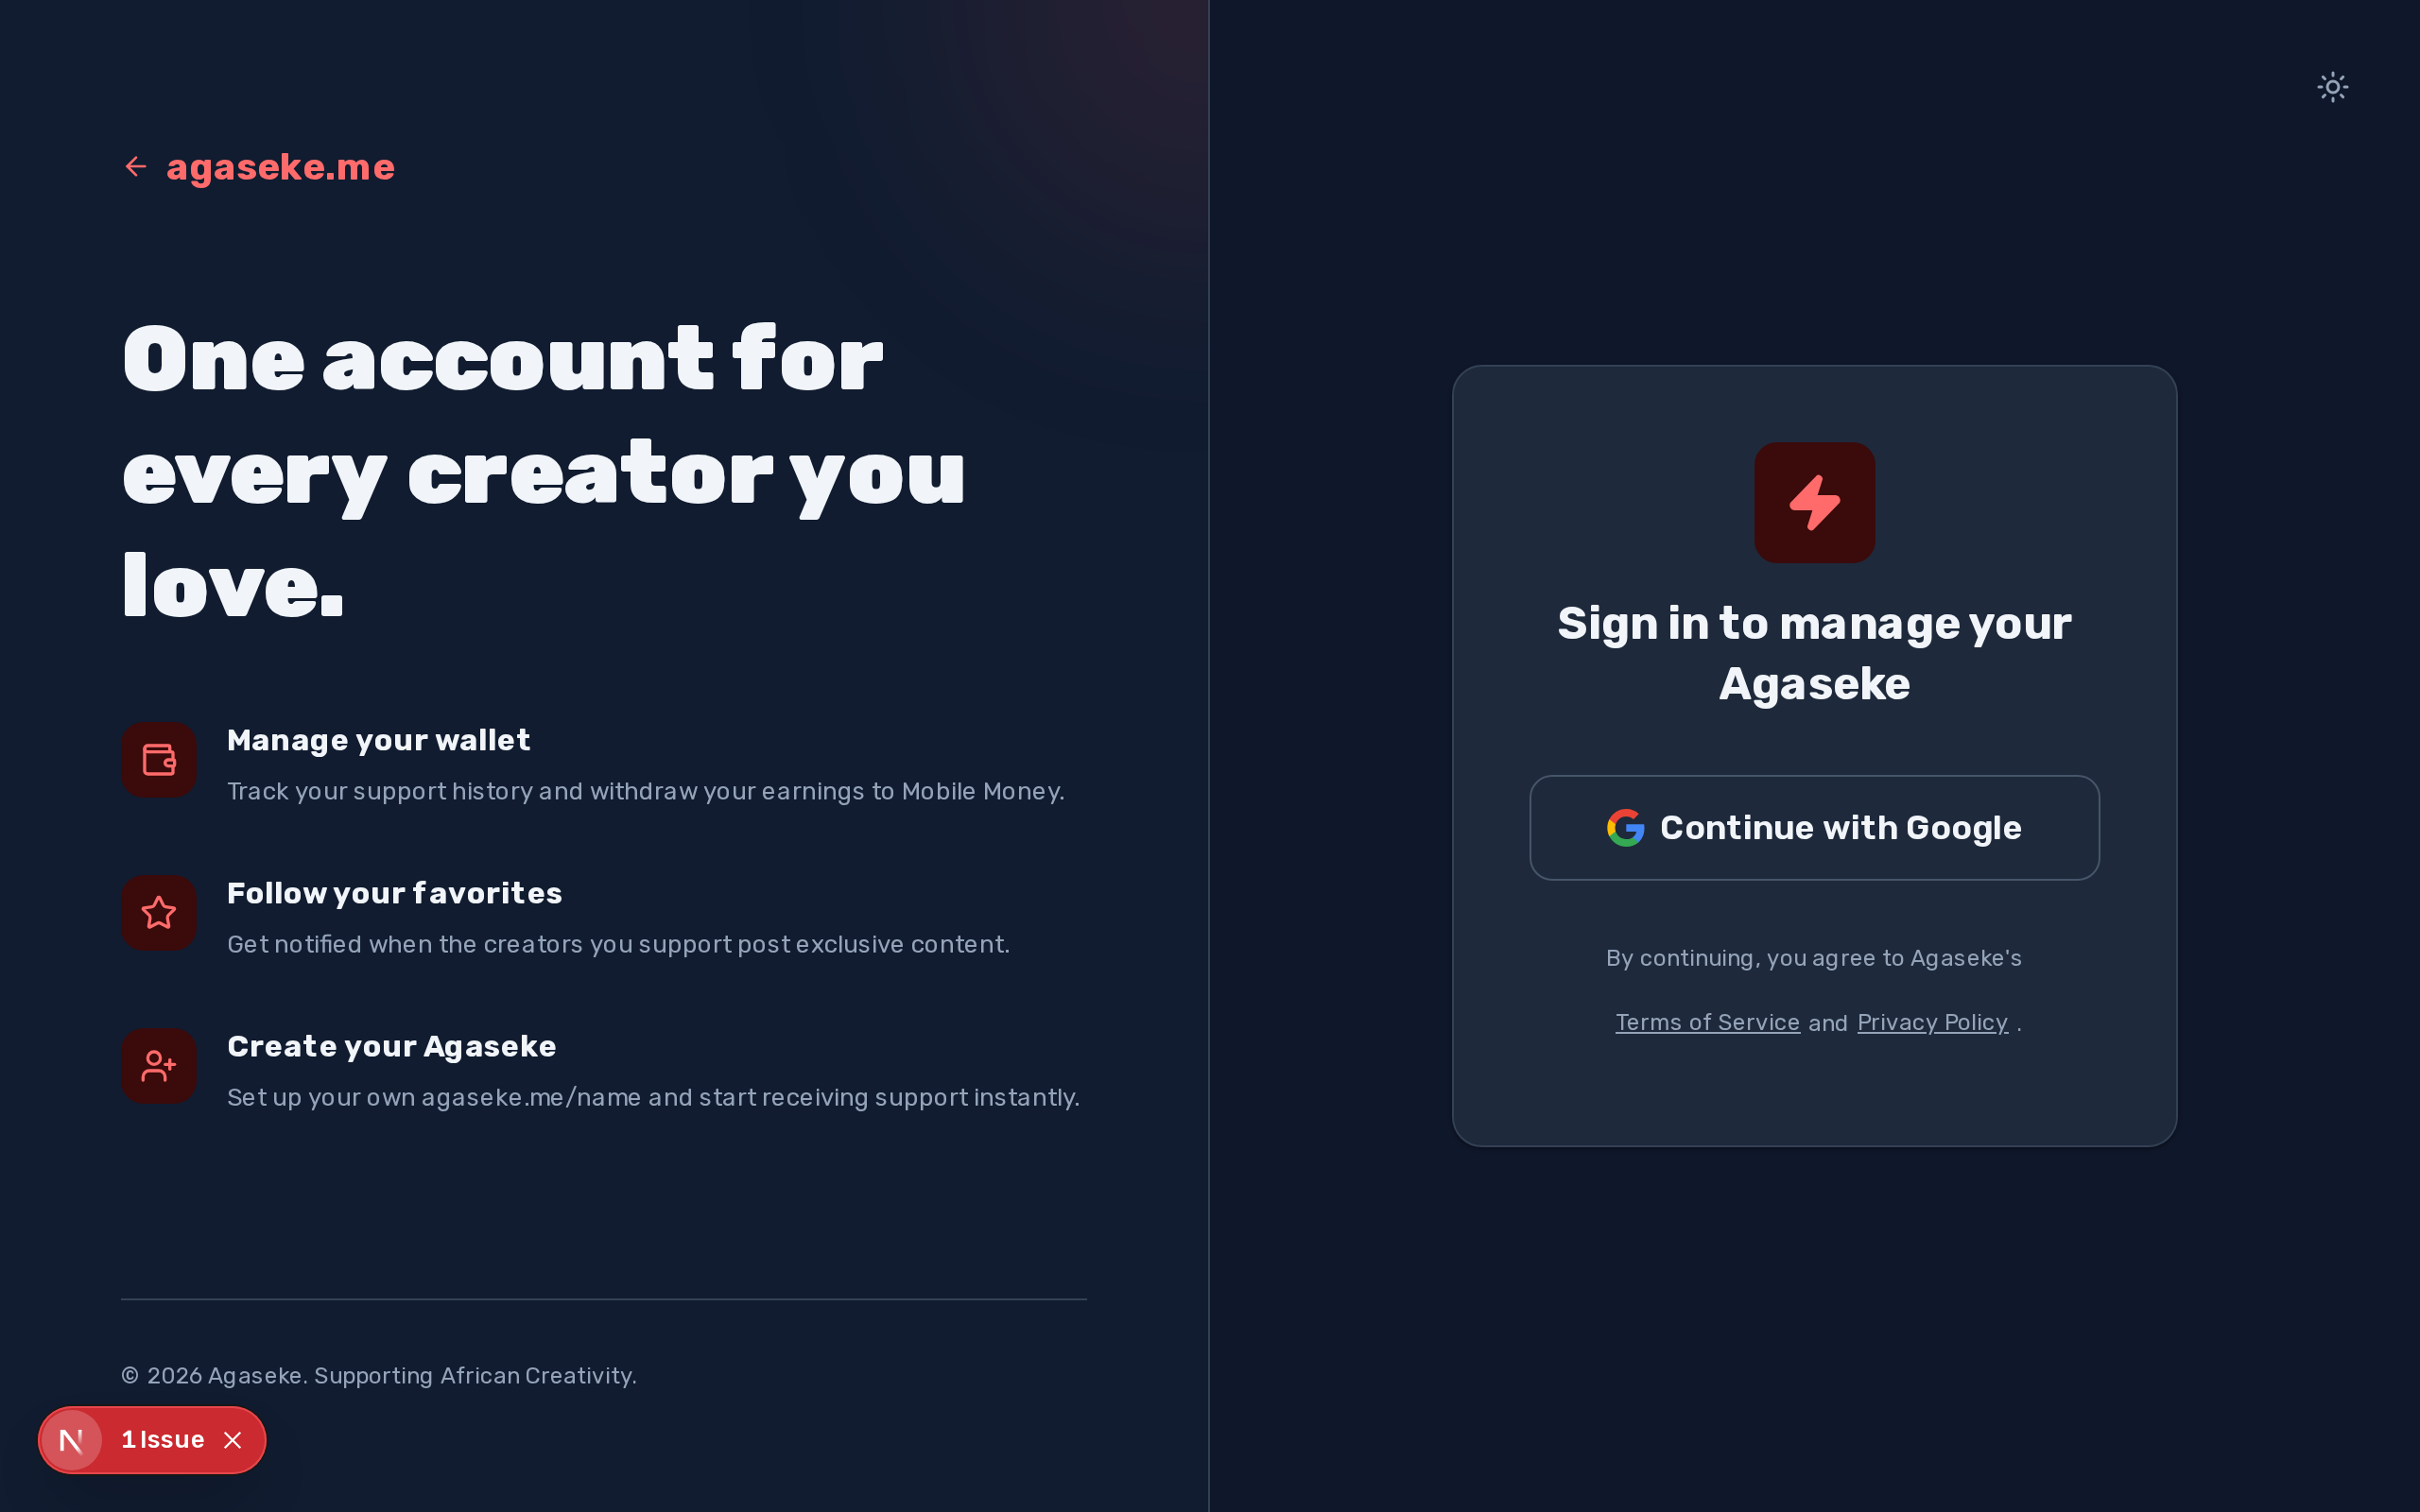 agaseke.me
One account for
every creator you
love.
Manage your wallet
Track your support history and withdraw your earnings to Mobile Money.
Follow your favorites
Get notified when the creators you support post exclusive content.
Create your Agaseke
Set up your own agaseke.me/name and start receiving support instantly.
© 2026 Agaseke. Supporting African Creativity.
N 1 Issue
Sign in to manage your
Agaseke
Continue with Google
By continuing, you agree to Agaseke's
Terms of Service and Privacy Policy .